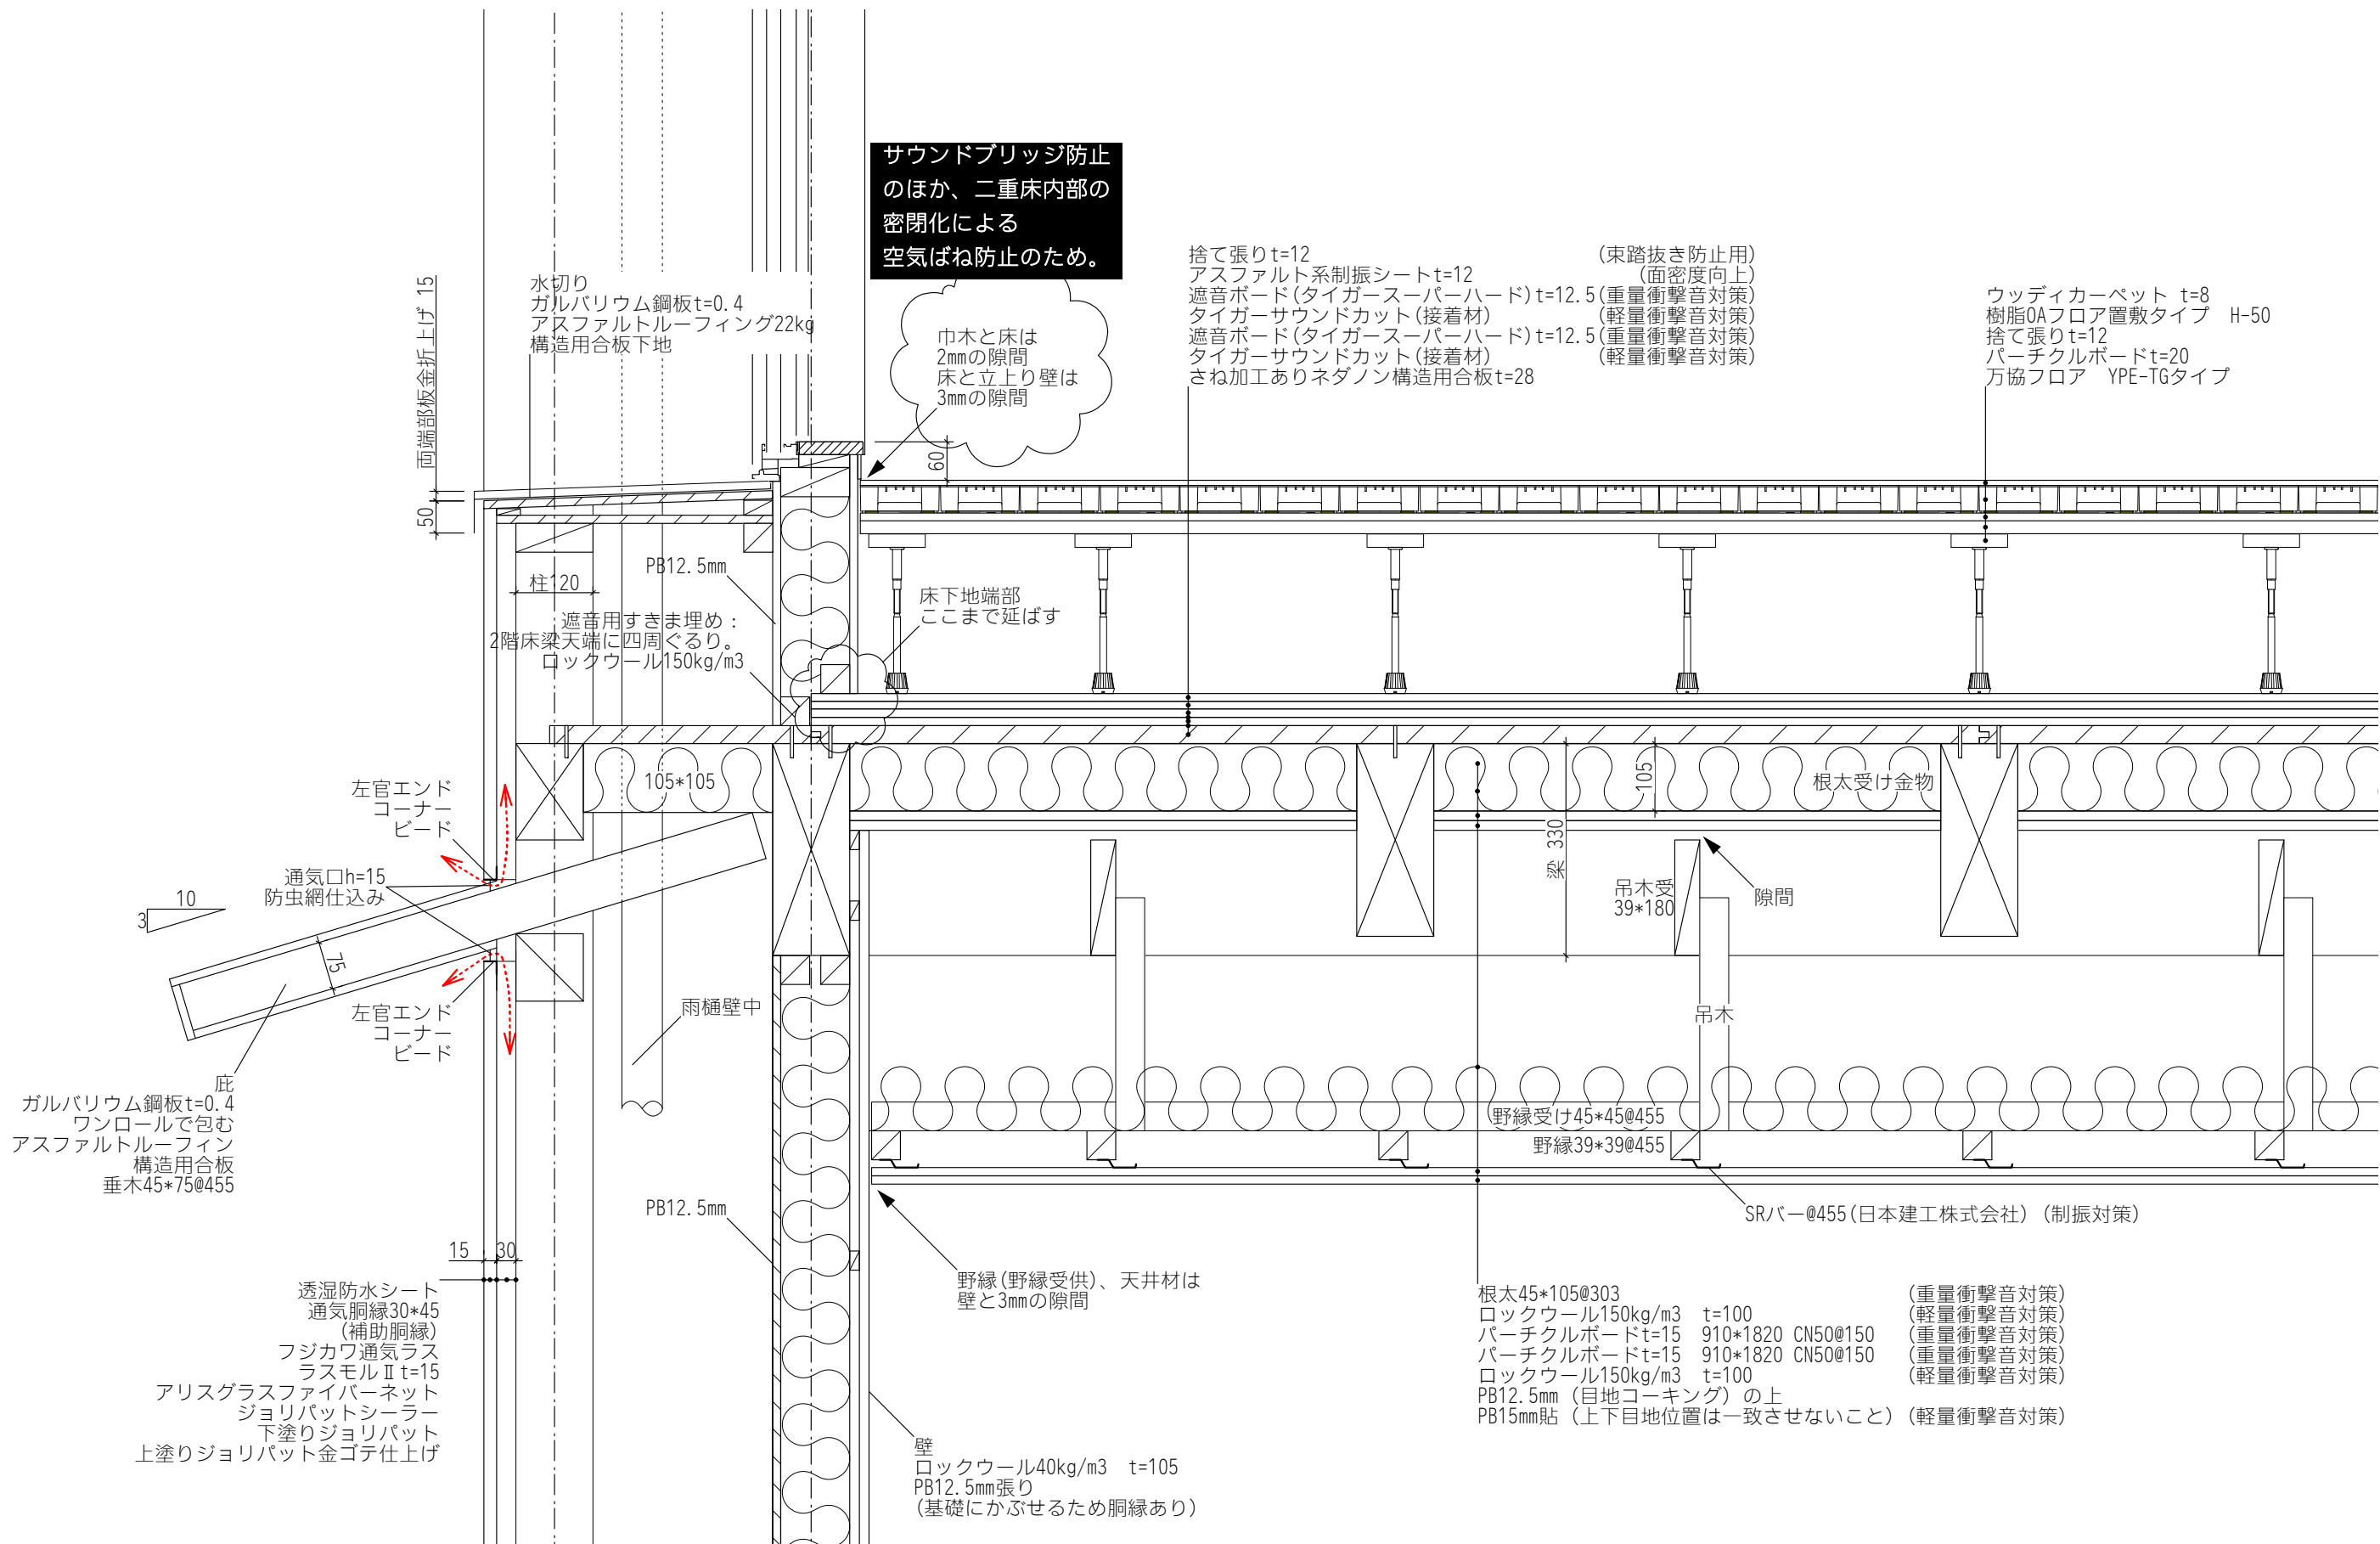 サウンドブリッジ防止
のほか、二重床内部の
密閉化による
空気ばね防止のため。
水切り
ガルバリウム鋼板t=0.4
アスファルトルーフィング22kg
構造用合板下地
両端部板金折上げ 15
50
巾木と床は
2mmの隙間
床と立上り壁は
3mmの隙間
60
捨て張りt=12 (束踏抜き防止用)
アスファルト系制振シートt=12 (面密度向上)
遮音ボード(タイガースーパーハード)t=12.5(重量衝撃音対策)
タイガーサウンドカット(接着材) (軽量衝撃音対策)
遮音ボード(タイガースーパーハード)t=12.5(重量衝撃音対策)
タイガーサウンドカット(接着材) (軽量衝撃音対策)
さね加工ありネダノン構造用合板t=28
ウッディカーペット t=8
樹脂OAフロア置敷タイプ H-50
捨て張りt=12
パーチクルボードt=20
万協フロア YPE-TGタイプ
PB12.5mm
柱120
遮音用すきま埋め：
2階床梁天端に四周ぐるり。
ロックウール150kg/m3
床下地端部
ここまで延ばす
105*105
左官エンド
コーナー
ビード
通気口h=15
防虫網仕込み
10
3
75
左官エンド
コーナー
ビード
雨樋壁中
庇
ガルバリウム鋼板t=0.4
ワンロールで包む
アスファルトルーフィン
構造用合板
垂木45*75@455
梁 330
105
根太受け金物
吊木受
39*180
隙間
吊木
野縁受け45*45@455
野縁39*39@455
SRバー@455(日本建工株式会社)(制振対策)
PB12.5mm
15
30
透湿防水シート
通気胴縁30*45
(補助胴縁)
フジカワ通気ラス
ラスモルⅡt=15
アリスグラスファイバーネット
ジョリパットシーラー
下塗りジョリパット
上塗りジョリパット金ゴテ仕上げ
野縁(野縁受供)、天井材は
壁と3mmの隙間
根太45*105@303 (重量衝撃音対策)
ロックウール150kg/m3 t=100 (軽量衝撃音対策)
パーチクルボードt=15 910*1820 CN50@150 (重量衝撃音対策)
パーチクルボードt=15 910*1820 CN50@150 (重量衝撃音対策)
ロックウール150kg/m3 t=100 (軽量衝撃音対策)
PB12.5mm(目地コーキング)の上
PB15mm貼(上下目地位置は一致させないこと)(軽量衝撃音対策)
壁
ロックウール40kg/m3 t=105
PB12.5mm張り
(基礎にかぶせるため胴縁あり)